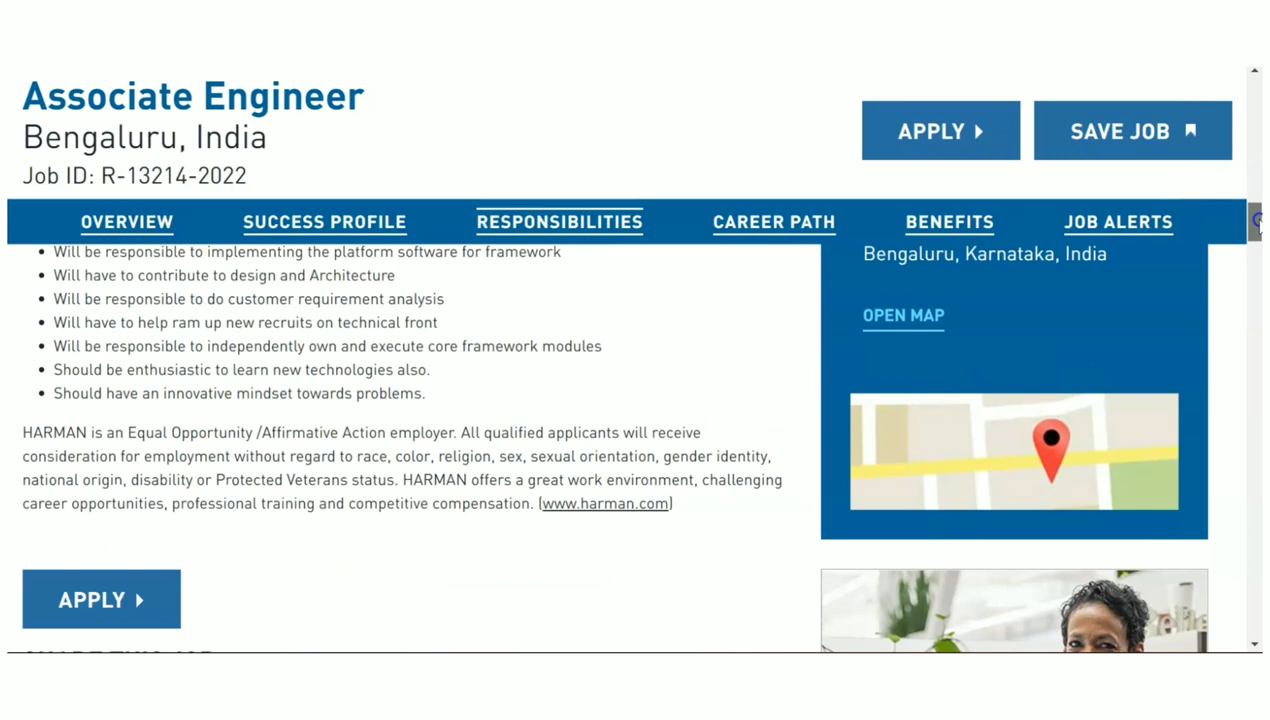 Associate Engineer
Bengaluru, India
Job ID: R-13214-2022
APPLY
SAVE JOB
OVERVIEW SUCCESS PROFILE RESPONSIBILITIES CAREER PATH BENEFITS JOB ALERTS
• Will be responsible to implementing the platform software for framework
• Will have to contribute to design and Architecture
• Will be responsible to do customer requirement analysis
• Will have to help ram up new recruits on technical front
• Will be responsible to independently own and execute core framework modules
• Should be enthusiastic to learn new technologies also.
• Should have an innovative mindset towards problems.
HARMAN is an Equal Opportunity /Affirmative Action employer. All qualified applicants will receive
consideration for employment without regard to race, color, religion, sex, sexual orientation, gender identity,
national origin, disability or Protected Veterans status. HARMAN offers a great work environment, challenging
career opportunities, professional training and competitive compensation. (www.harman.com)
Bengaluru, Karnataka, India
OPEN MAP
APPLY